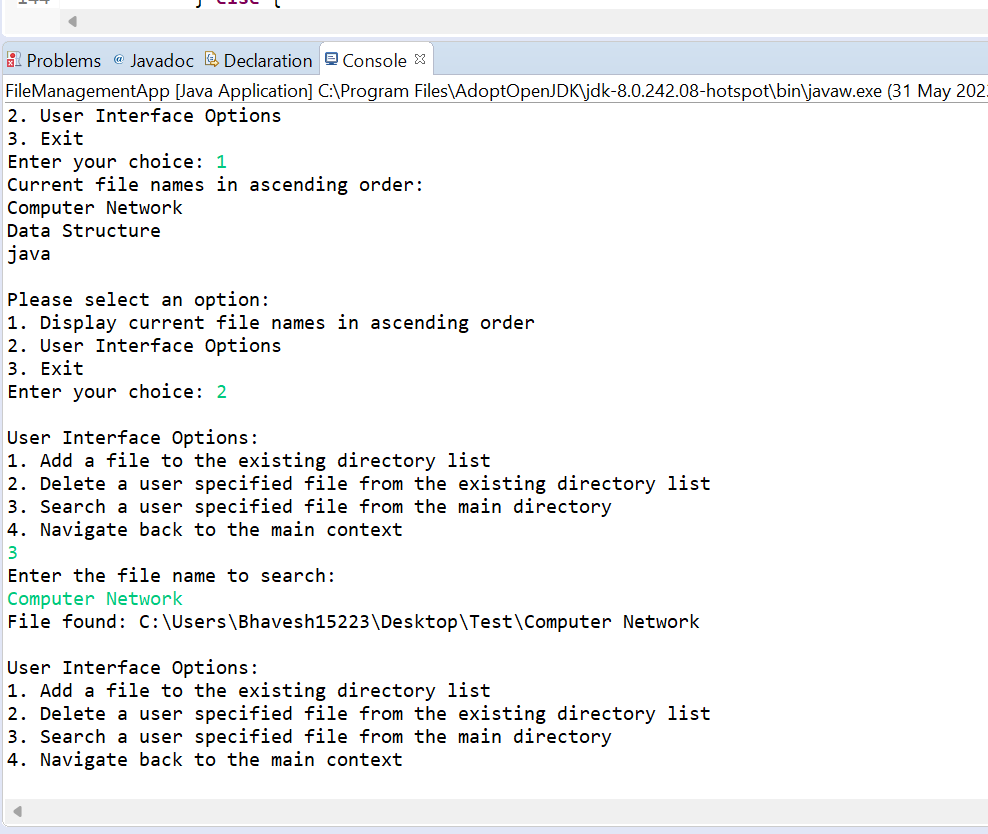 Problems @ Javadoc Declaration Console
FileManagementApp [Java Application] C:\Program Files\AdoptOpenJDK\jdk-8.0.242.08-hotspot\bin\javaw.exe (31 May
2. User Interface Options
3. Exit
Enter your choice: 1
Current file names in ascending order:
Computer Network
Data Structure
java
Please select an option:
1. Display current file names in ascending order
2. User Interface Options
3. Exit
Enter your choice: 2
User Interface Options:
1. Add a file to the existing directory list
2. Delete a user specified file from the existing directory list
3. Search a user specified file from the main directory
4. Navigate back to the main context
3
Enter the file name to search:
Computer Network
File found: C:\Users\Bhavesh15223\Desktop\Test\Computer Network
User Interface Options:
1. Add a file to the existing directory list
2. Delete a user specified file from the existing directory list
3. Search a user specified file from the main directory
4. Navigate back to the main context